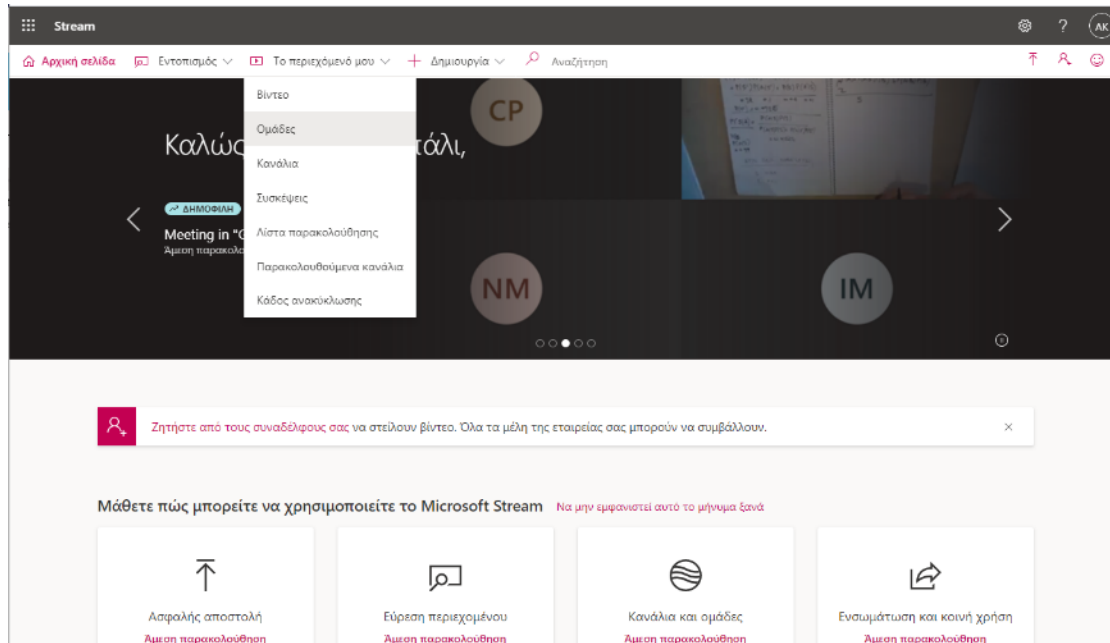 Stream
?
AK
Αρχική σελίδα Εντοπισμός Το περιεχόμενό μου Δημιουργία Αναζήτηση
Βίντεο
Ομάδες
Κανάλια
Συσκέψεις
Λίστα παρακολούθησης
Παρακολουθούμενα κανάλια
Κάδος ανακύκλωσης
CP
Καλώς τάλι,
ΔΗΜΟΦΙΛΗ
Meeting in
Άμεση παρακολο
NM
IM
Ζητήστε από τους συναδέλφους σας να στείλουν βίντεο. Όλα τα μέλη της εταιρείας σας μπορούν να συμβάλλουν.
Μάθετε πώς μπορείτε να χρησιμοποιείτε το Microsoft Stream Να μην εμφανιστεί αυτό το μήνυμα ξανά
Ασφαλής αποστολή Εύρεση περιεχομένου Κανάλια και ομάδες Ενσωμάτωση και κοινή χρήση
Άμεση παρακολούθηση Άμεση παρακολούθηση Άμεση παρακολούθηση Άμεση παρακολούθηση